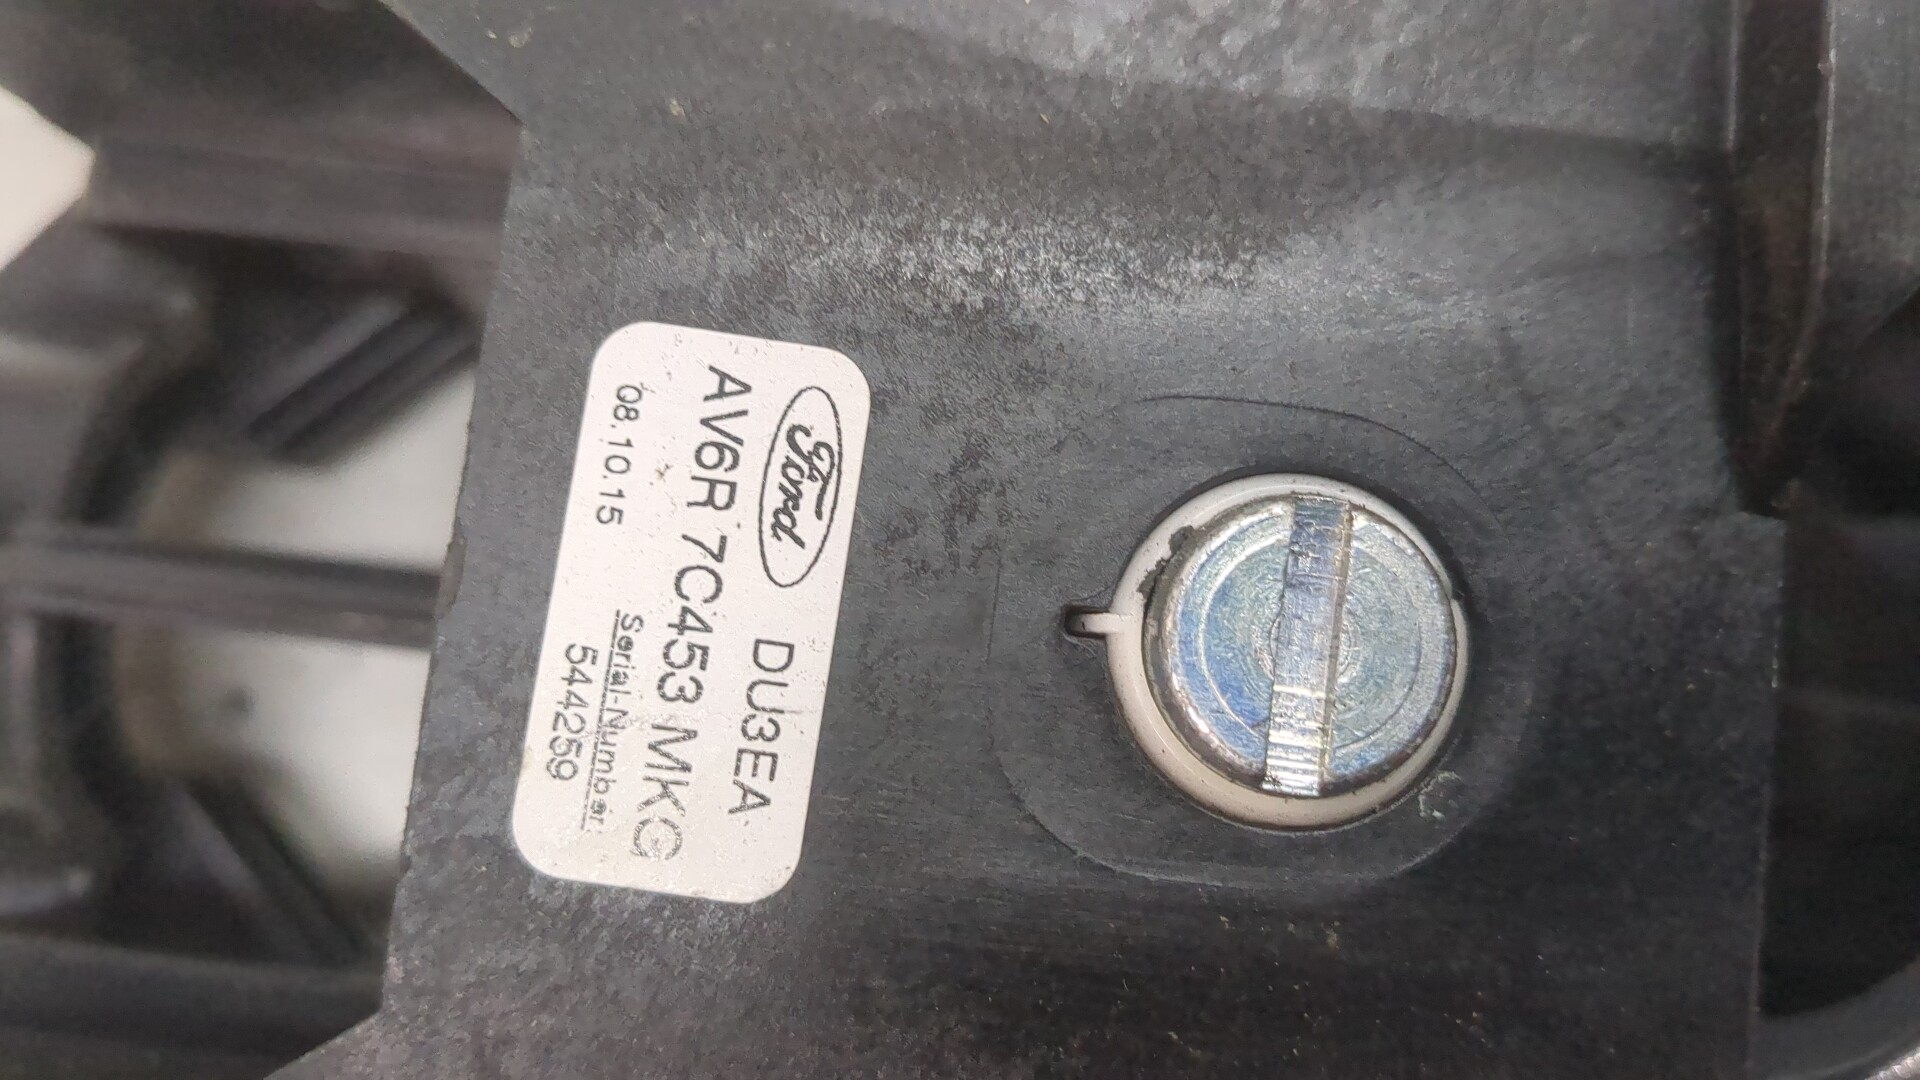 Ford DU3EA
AV6R 7C453 MKG
Serial-Number:
08.10.15 544259